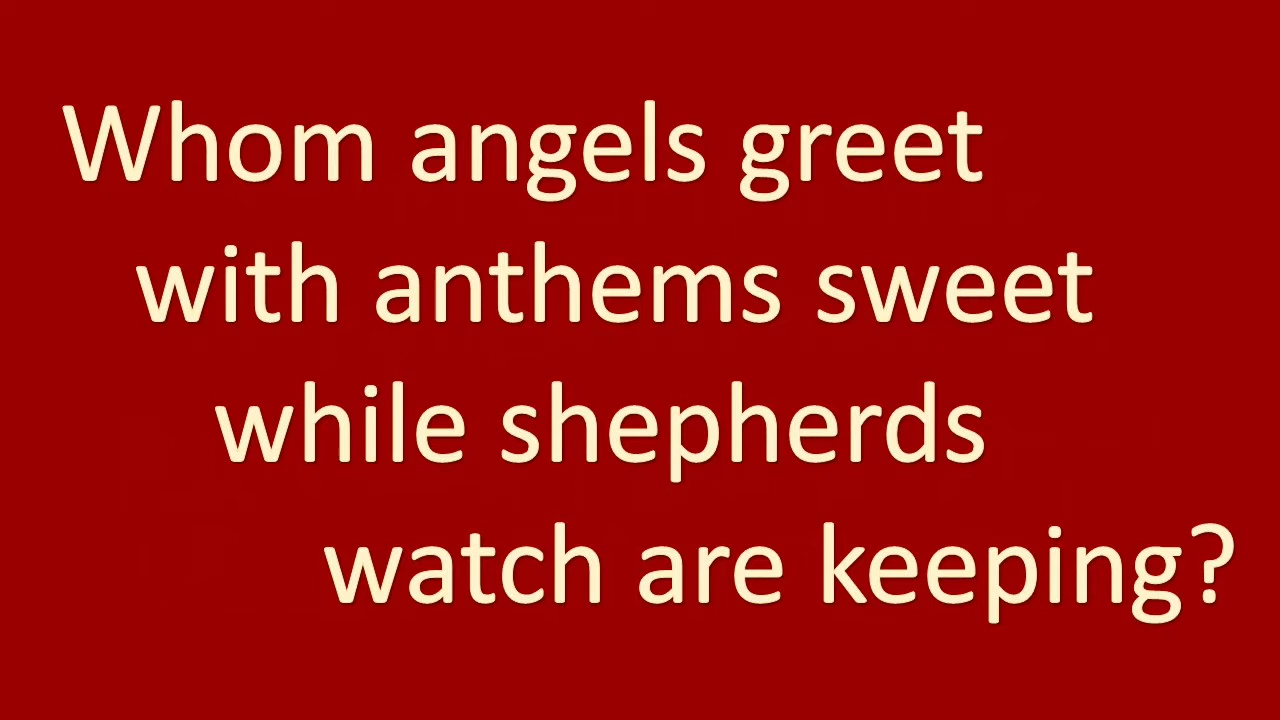 Whom angels greet
with anthems sweet
while shepherds
watch are keeping?